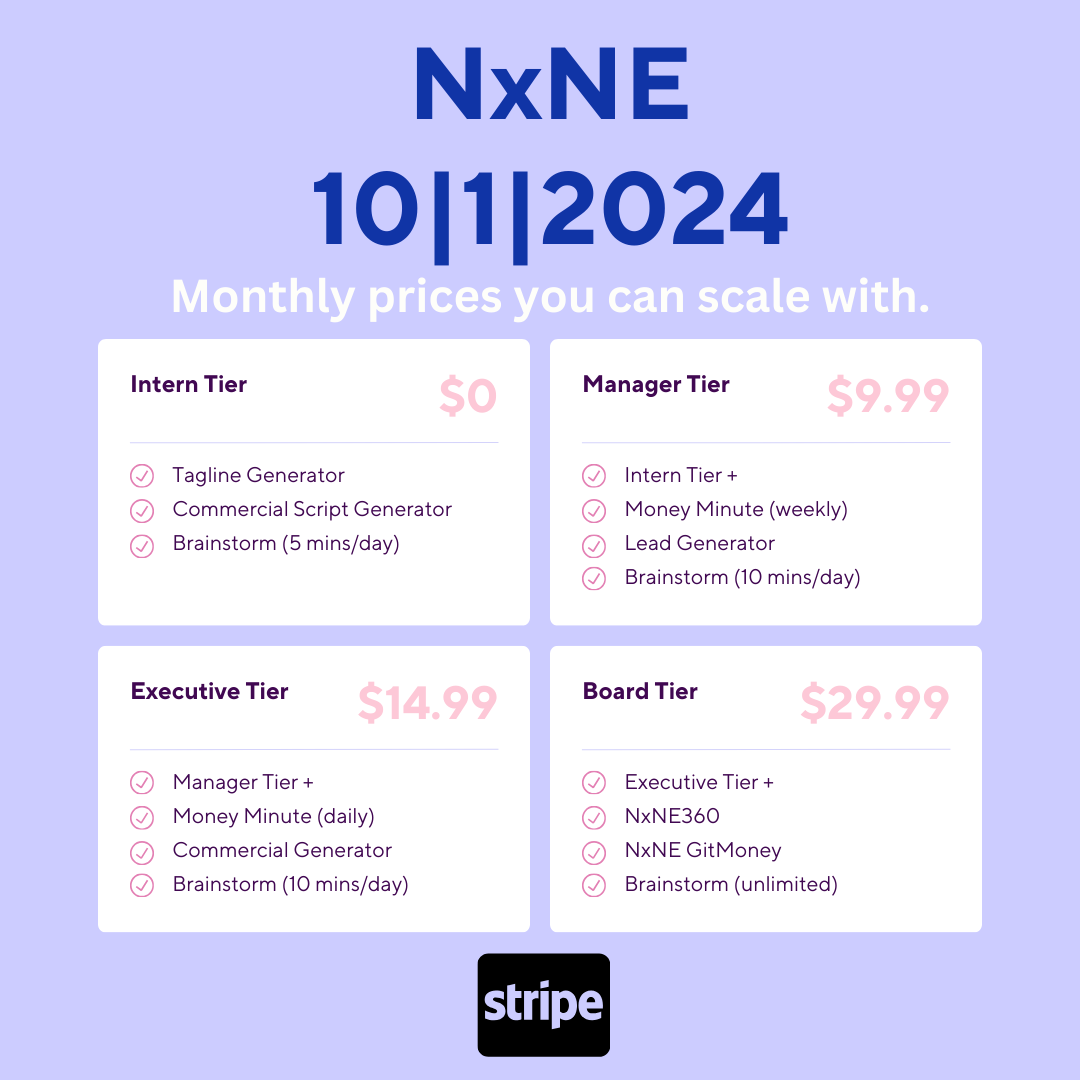 NxNE
10|1|2024
Monthly prices you can scale with.
Intern Tier
$0
Tagline Generator
Commercial Script Generator
Brainstorm (5 mins/day)
Manager Tier
$9.99
Intern Tier +
Money Minute (weekly)
Lead Generator
Brainstorm (10 mins/day)
Executive Tier
$14.99
Manager Tier +
Money Minute (daily)
Commercial Generator
Brainstorm (10 mins/day)
Board Tier
$29.99
Executive Tier +
NxNE360
NxNE GitMoney
Brainstorm (unlimited)
stripe